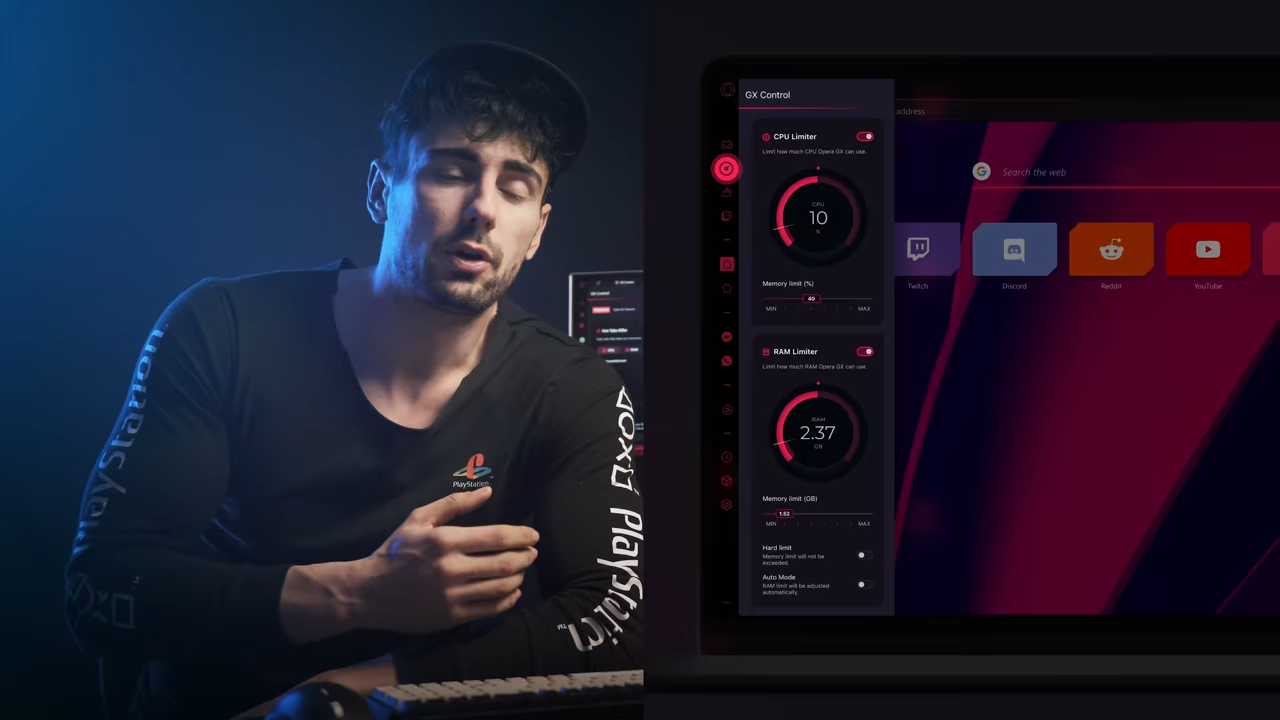 PlayStation
PlayStation
PlayStation
GX Control
CPU Limiter
Limit how much CPU Opera GX can use.
CPU
10
%
Memory limit (%)
40
MIN
MAX
RAM Limiter
Limit how much RAM Opera GX can use.
RAM
2.37
GB
Memory limit (GB)
1.52
MIN
MAX
Hard limit
Memory limit will not be
exceeded.
Auto Mode
RAM limit will be adjusted
automatically.
address
Search the web
Twitch
Discord
Reddit
YouTube